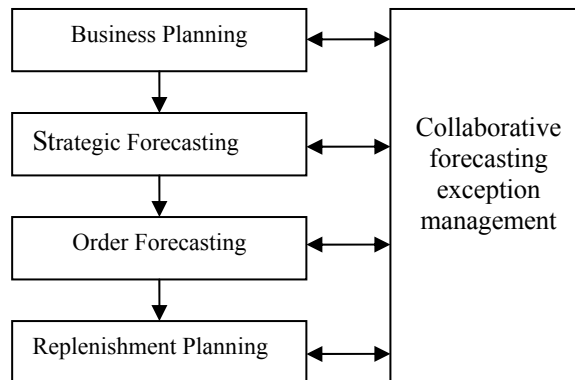 Business Planning
Strategic Forecasting
Order Forecasting
Replenishment Planning
Collaborative
forecasting
exception
management